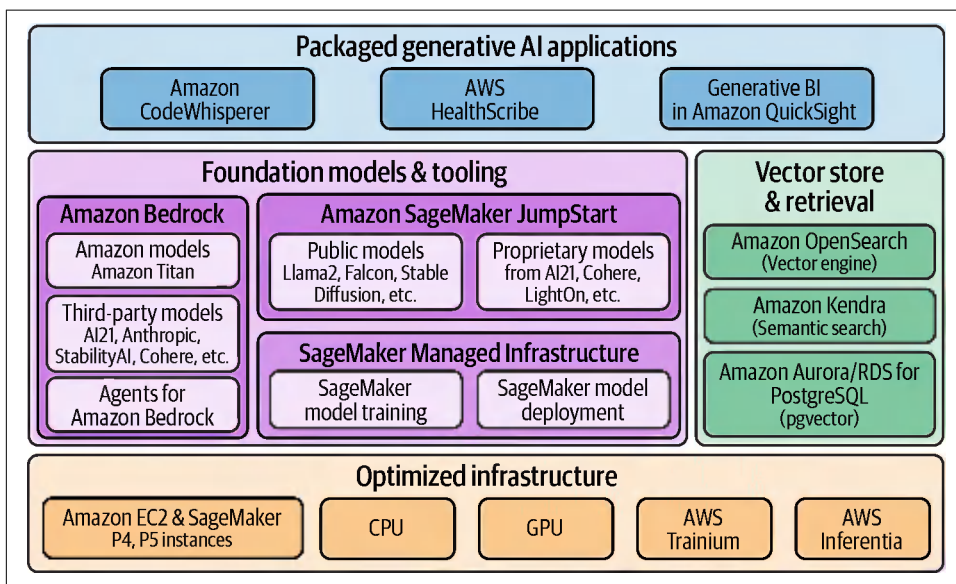 Packaged generative AI applications
Amazon
CodeWhisperer
AWS
HealthScribe
Generative BI
in Amazon QuickSight
Foundation models & tooling
Amazon Bedrock
Amazon models
Amazon Titan
Third-party models
AI21, Anthropic,
StabilityAI, Cohere, etc.
Agents for
Amazon Bedrock
Amazon SageMaker JumpStart
Public models
Llama2, Falcon, Stable
Diffusion, etc.
Proprietary models
from AI21, Cohere,
LightOn, etc.
SageMaker Managed Infrastructure
SageMaker
model training
SageMaker model
deployment
Vector store
& retrieval
Amazon OpenSearch
(Vector engine)
Amazon Kendra
(Semantic search)
Amazon Aurora/RDS for
PostgreSQL
(pgvector)
Optimized infrastructure
Amazon EC2 & SageMaker
P4, P5 instances
CPU
GPU
AWS
Trainium
AWS
Inferentia